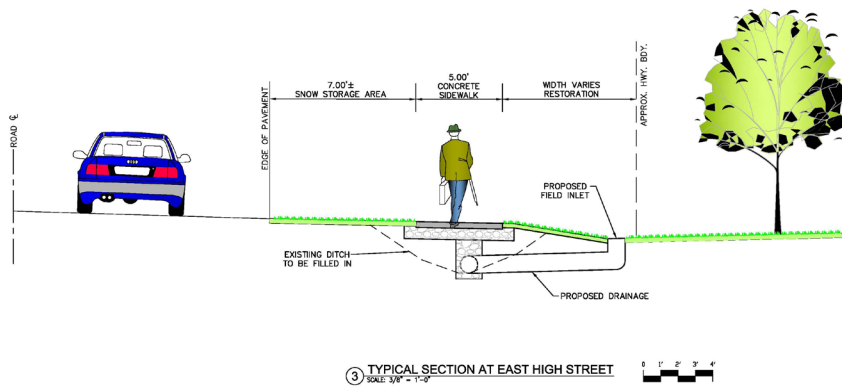 7.00'±
SNOW STORAGE AREA
5.00'
CONCRETE
SIDEWALK
WIDTH VARIES
RESTORATION
ROAD ℄
EDGE OF PAVEMENT
APPROX. HWY. BDY.
PROPOSED
FIELD INLET
EXISTIING DITCH
TO BE FILLED IN
PROPOSED DRAINAGE
3 TYPICAL SECTION AT EAST HIGH STREET
SCALE: 3/8" = 1'-0"
0 1' 2' 3' 4'